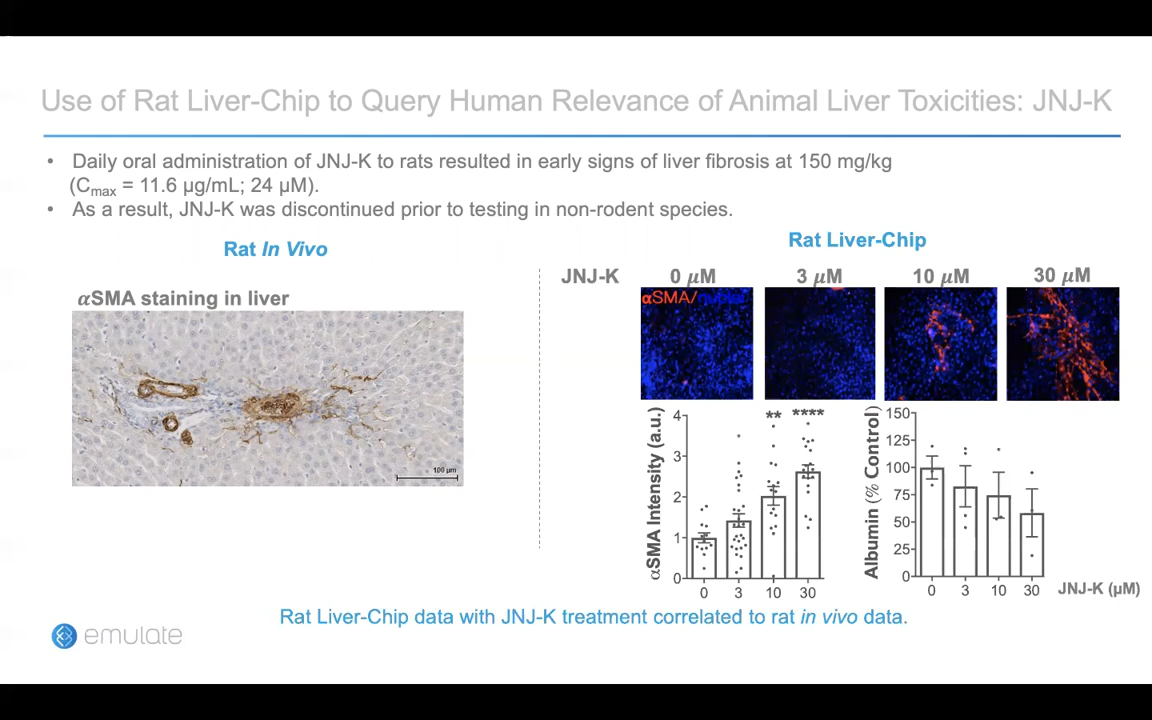 Use of Rat Liver-Chip to Query Human Relevance of Animal Liver Toxicities: JNJ-K
• Daily oral administration of JNJ-K to rats resulted in early signs of liver fibrosis at 150 mg/kg
(Cmax = 11.6 µg/mL; 24 µM).
• As a result, JNJ-K was discontinued prior to testing in non-rodent species.
Rat In Vivo
αSMA staining in liver
100 µm
Rat Liver-Chip
JNJ-K 0 µM 3 µM 10 µM 30 µM
αSMA/nuclei
αSMA Intensity (a.u.)
4
3
2
1
0
** ****
0 3 10 30
Albumin (% Control)
150
125
100
75
50
25
0
0 3 10 30 JNJ-K (µM)
Rat Liver-Chip data with JNJ-K treatment correlated to rat in vivo data.
emulate